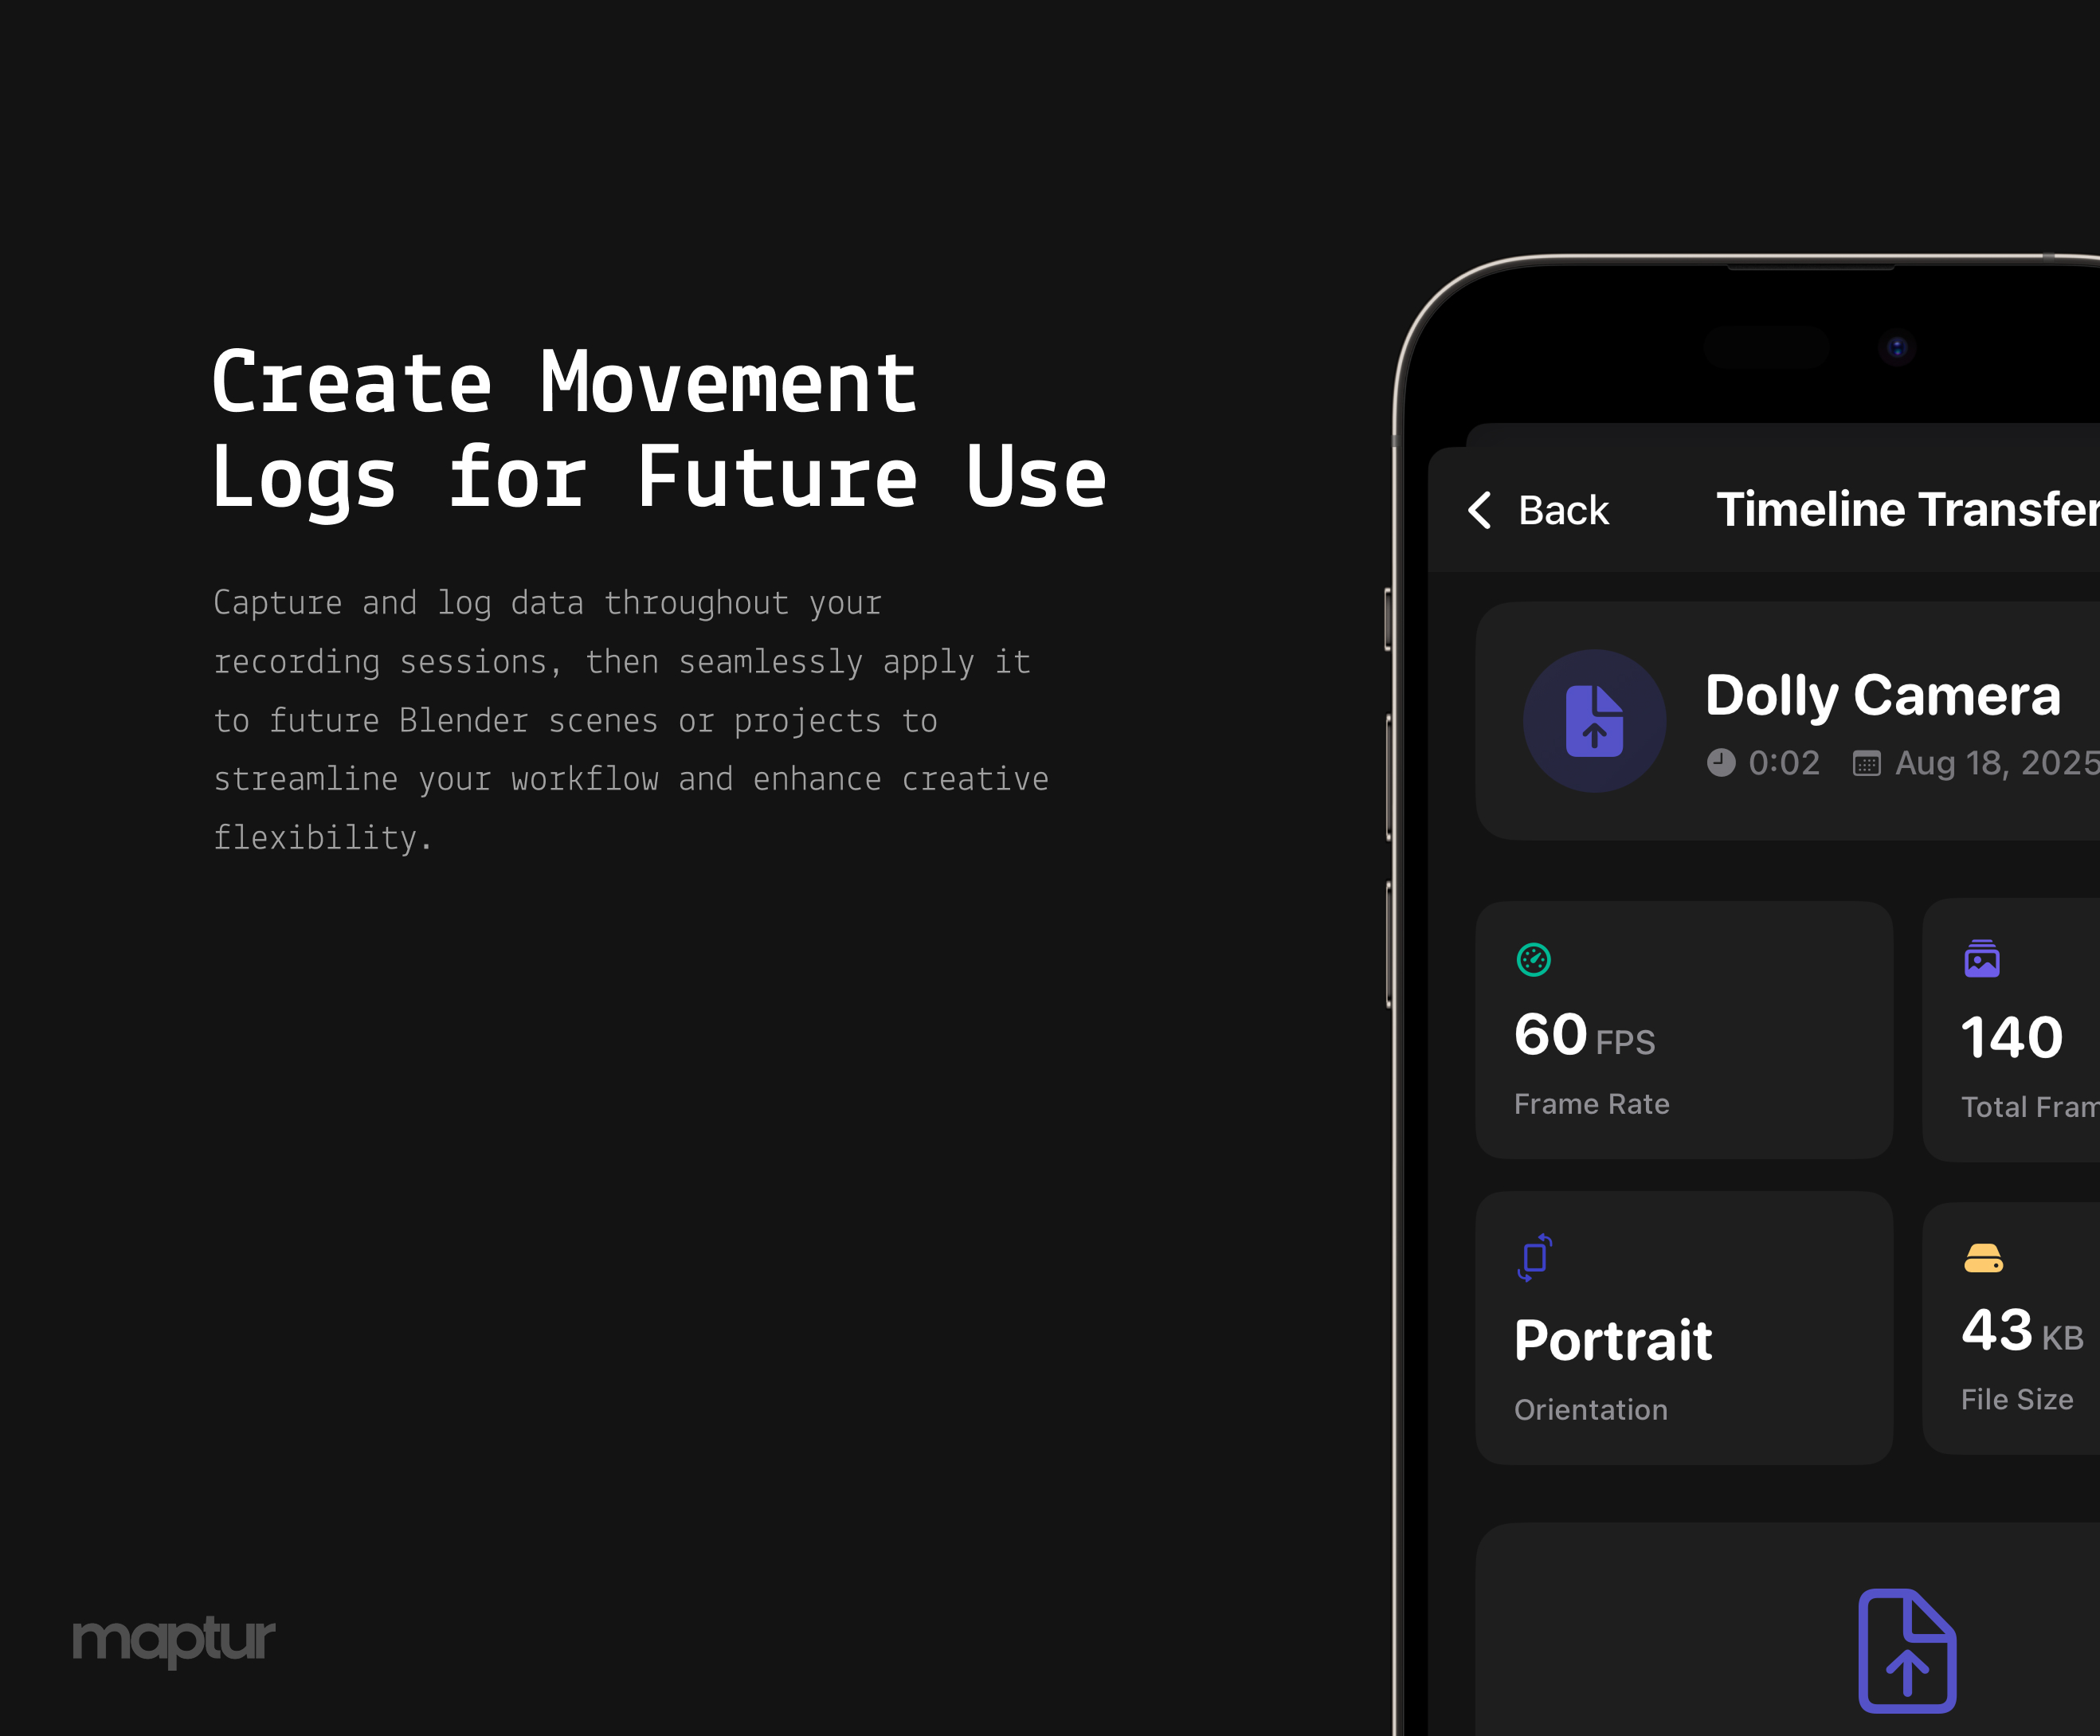 Create Movement
Logs for Future Use
Capture and log data throughout your
recording sessions, then seamlessly apply it
to future Blender scenes or projects to
streamline your workflow and enhance creative
flexibility.
maptur
Back
Timeline Transfer
Dolly Camera
0:02 Aug 18, 2025
60 FPS
Frame Rate
140
Total Fram
Portrait
Orientation
43 KB
File Size